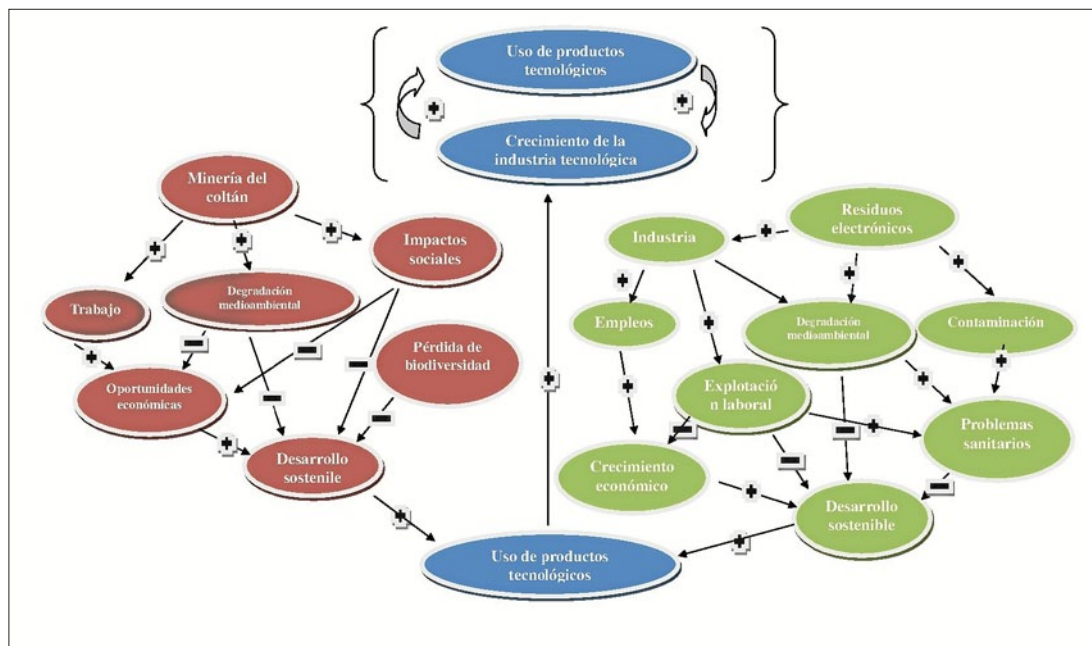 Uso de productos
tecnológicos
+
+
Crecimiento de la
industria tecnológica
Minería del
coltán
+
+
+
Impactos
sociales
Trabajo
Degradación
medioambiental
+
−
−
−
−
Pérdida de
biodiversidad
−
Oportunidades
económicas
+
Desarrollo
sostenile
+
+
Residuos
electrónicos
Industria
+
+
+
+
Empleos
+
Degradación
medioambiental
Contaminación
+
+
+
Explotació
n laboral
−
−
−
+
Problemas
sanitarios
−
Crecimiento
económico
+
Desarrollo
sostenible
+
Uso de productos
tecnológicos